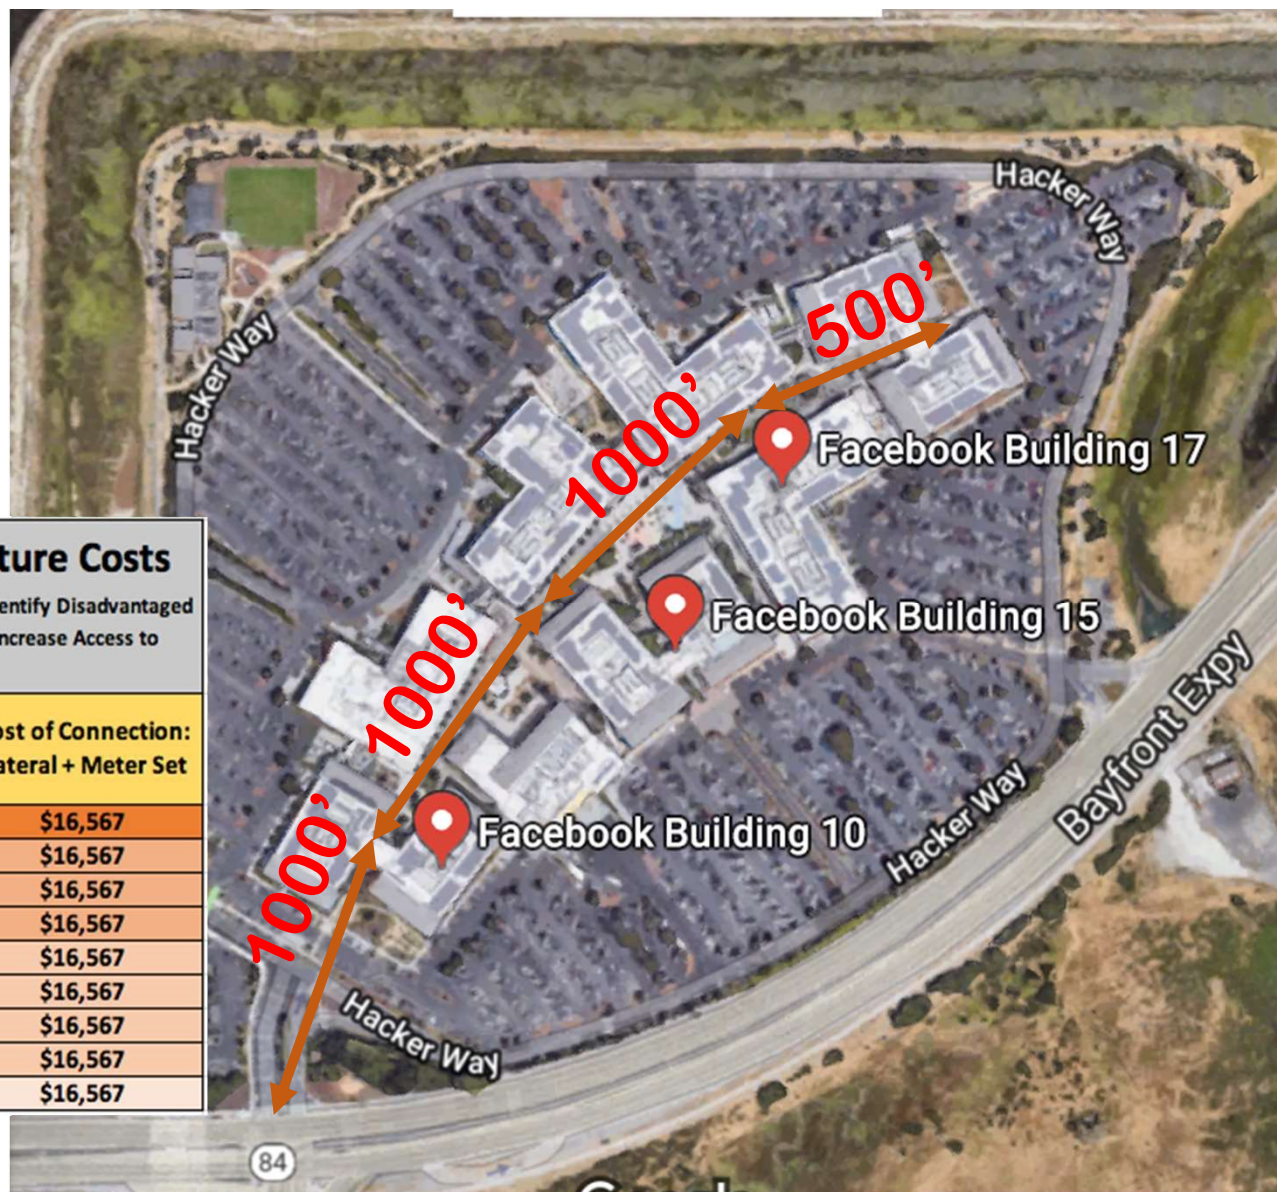 Hacker Way
500’
Hacker Way
1000’
Facebook Building 17
ture Costs
entify Disadvantaged
ncrease Access to
1000’
Facebook Building 15
Bayfront Expy
ost of Connection:
ateral + Meter Set
Hacker Way
1000’
Facebook Building 10
$16,567
$16,567
$16,567
$16,567
$16,567
$16,567
$16,567
$16,567
$16,567
Hacker Way
84